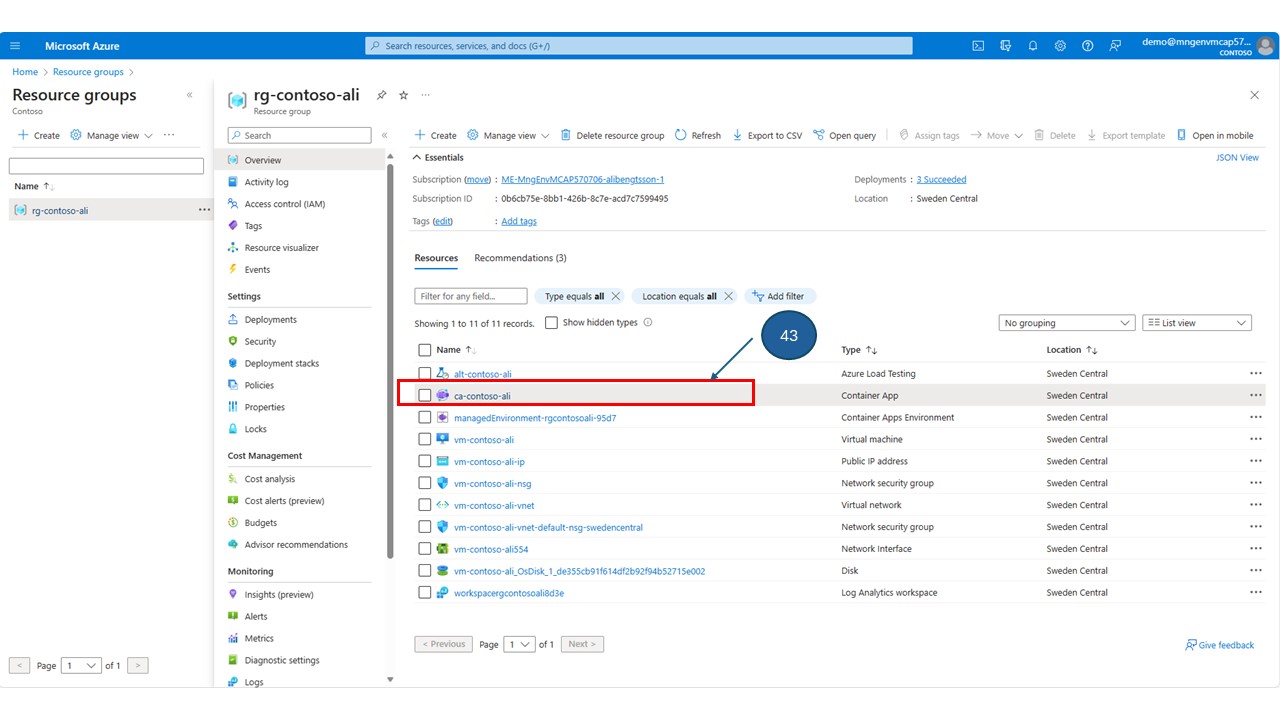 Microsoft Azure
Search resources, services, and docs (G+/)
demo@mngenvmcap57...
CONTOSO
Home > Resource groups >
Resource groups
Contoso
+ Create Manage view ...
Name
rg-contoso-ali ...
< Page 1 of 1 >
rg-contoso-ali ...
Resource group
Search
Overview
Activity log
Access control (IAM)
Tags
Resource visualizer
Events
Settings
Deployments
Security
Deployment stacks
Policies
Properties
Locks
Cost Management
Cost analysis
Cost alerts (preview)
Budgets
Advisor recommendations
Monitoring
Insights (preview)
Alerts
Metrics
Diagnostic settings
Logs
+ Create Manage view Delete resource group Refresh Export to CSV Open query Assign tags Move Delete Export template Open in mobile
Essentials JSON View
Subscription (move) : ME-MngEnvMCAP570706-alibengtsson-1 Deployments : 3 Succeeded
Subscription ID : 0b6cb75e-8bb1-426b-8c7e-acd7c7599495 Location : Sweden Central
Tags (edit) : Add tags
Resources Recommendations (3)
Filter for any field... Type equals all Location equals all Add filter
Showing 1 to 11 of 11 records. Show hidden types No grouping List view
43
Name Type Location
alt-contoso-ali Azure Load Testing Sweden Central ...
ca-contoso-ali Container App Sweden Central ...
managedEnvironment-rgcontosoali-95d7 Container Apps Environment Sweden Central ...
vm-contoso-ali Virtual machine Sweden Central ...
vm-contoso-ali-ip Public IP address Sweden Central ...
vm-contoso-ali-nsg Network security group Sweden Central ...
vm-contoso-ali-vnet Virtual network Sweden Central ...
vm-contoso-ali-vnet-default-nsg-swedencentral Network security group Sweden Central ...
vm-contoso-ali554 Network Interface Sweden Central ...
vm-contoso-ali_OsDisk_1_de355cb91f614df2b92f94b52715e002 Disk Sweden Central ...
workspacergcontosoali8d3e Log Analytics workspace Sweden Central ...
< Previous Page 1 of 1 Next > Give feedback